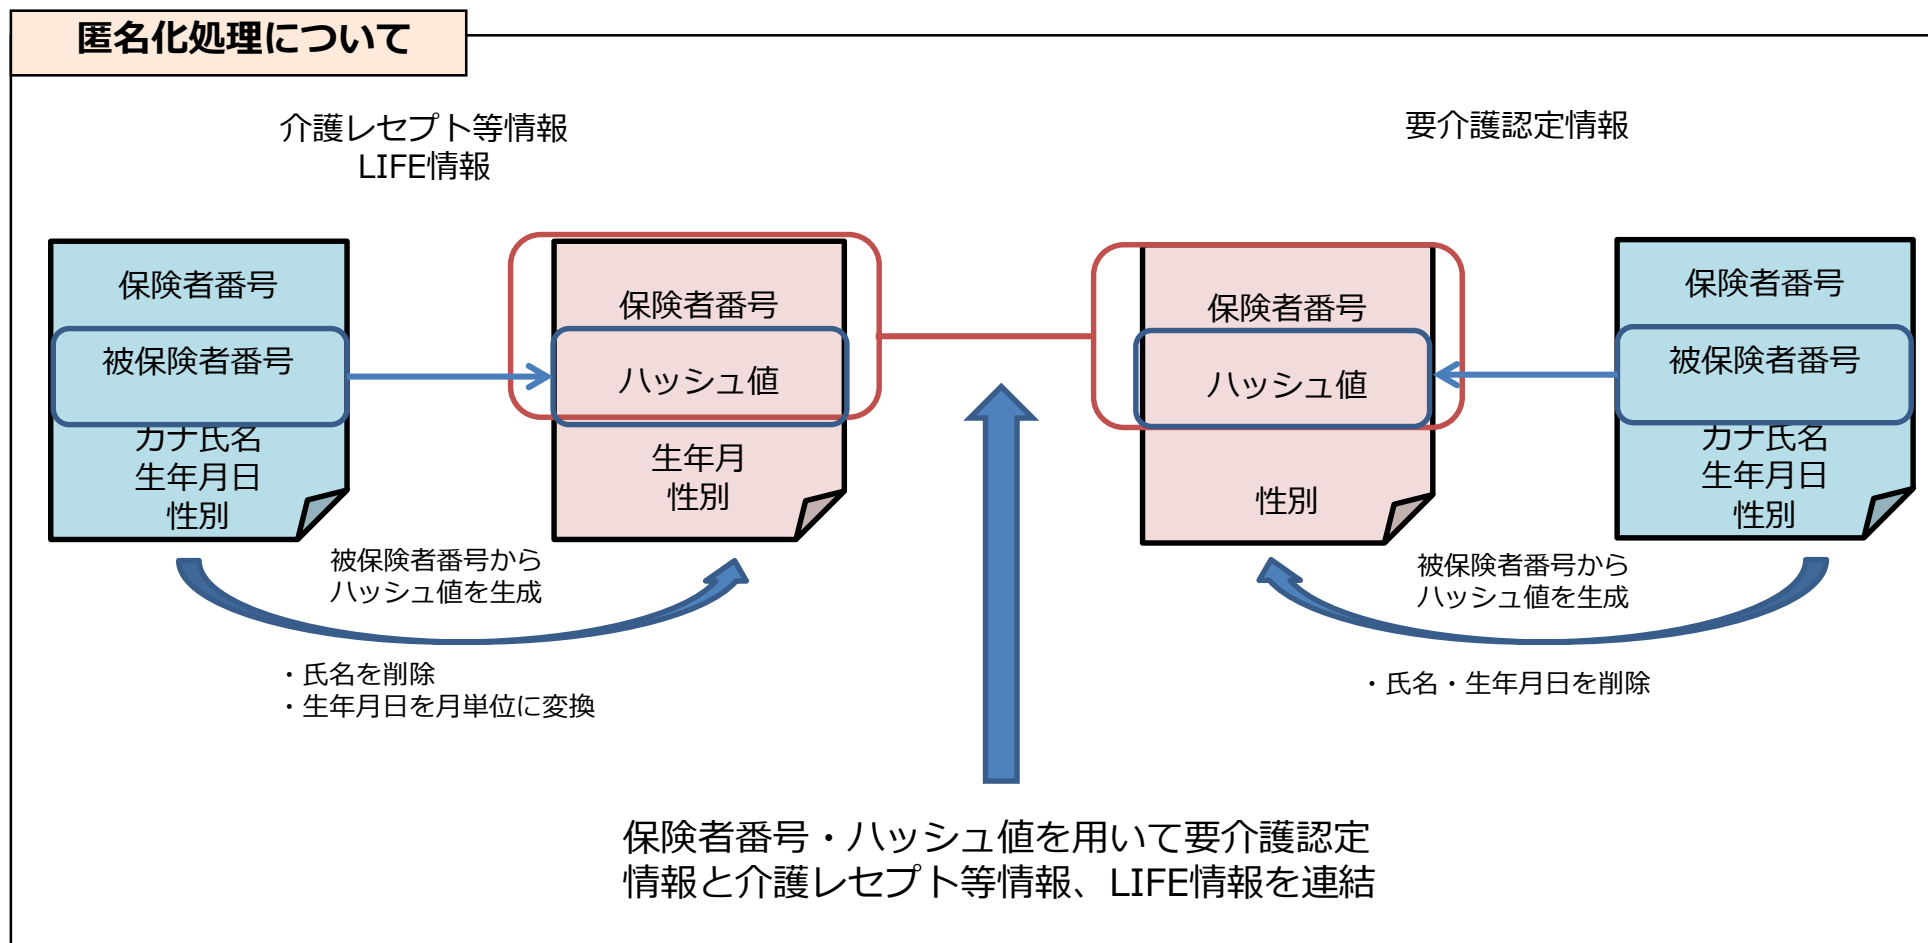 匿名化処理について
介護レセプト等情報
LIFE情報
要介護認定情報
保険者番号
被保険者番号
カナ氏名
生年月日
性別
保険者番号
ハッシュ値
生年月
性別
保険者番号
ハッシュ値
性別
保険者番号
被保険者番号
カナ氏名
生年月日
性別
被保険者番号から
ハッシュ値を生成
・氏名を削除
・生年月日を月単位に変換
被保険者番号から
ハッシュ値を生成
・氏名・生年月日を削除
保険者番号・ハッシュ値を用いて要介護認定
情報と介護レセプト等情報、LIFE情報を連結